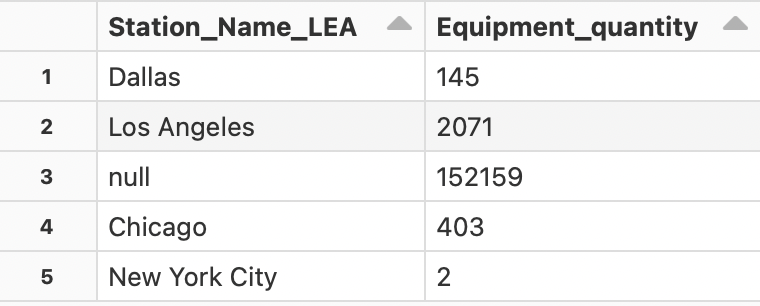 Station_Name_LEA Equipment_quantity
1 Dallas 145
2 Los Angeles 2071
3 null 152159
4 Chicago 403
5 New York City 2